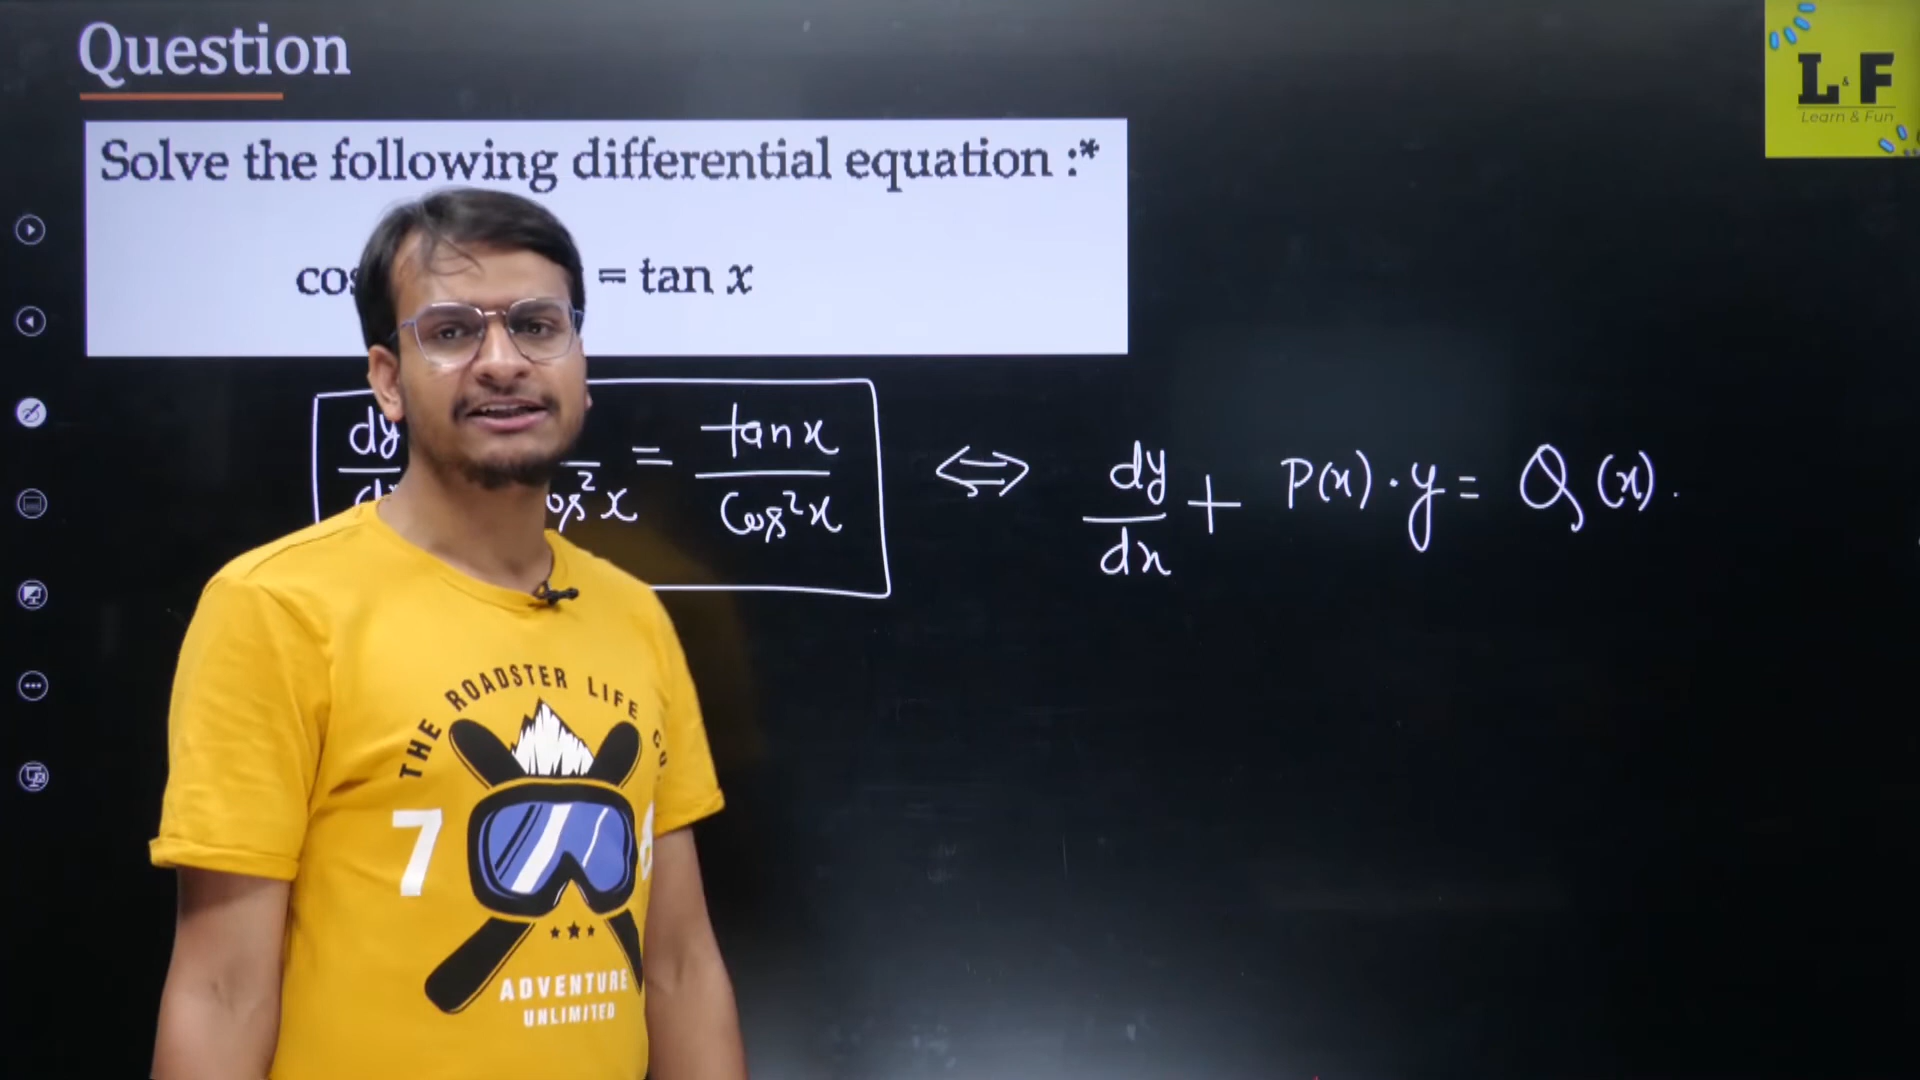 Question
L&F
Learn & Fun
Solve the following differential equation :*
= tan x
dy = tan x / cos²x ⟺ dy/dx + P(x) · y = Q(x).
x
THE ROADSTER LIFE
7
ADVENTURE
UNLIMITED